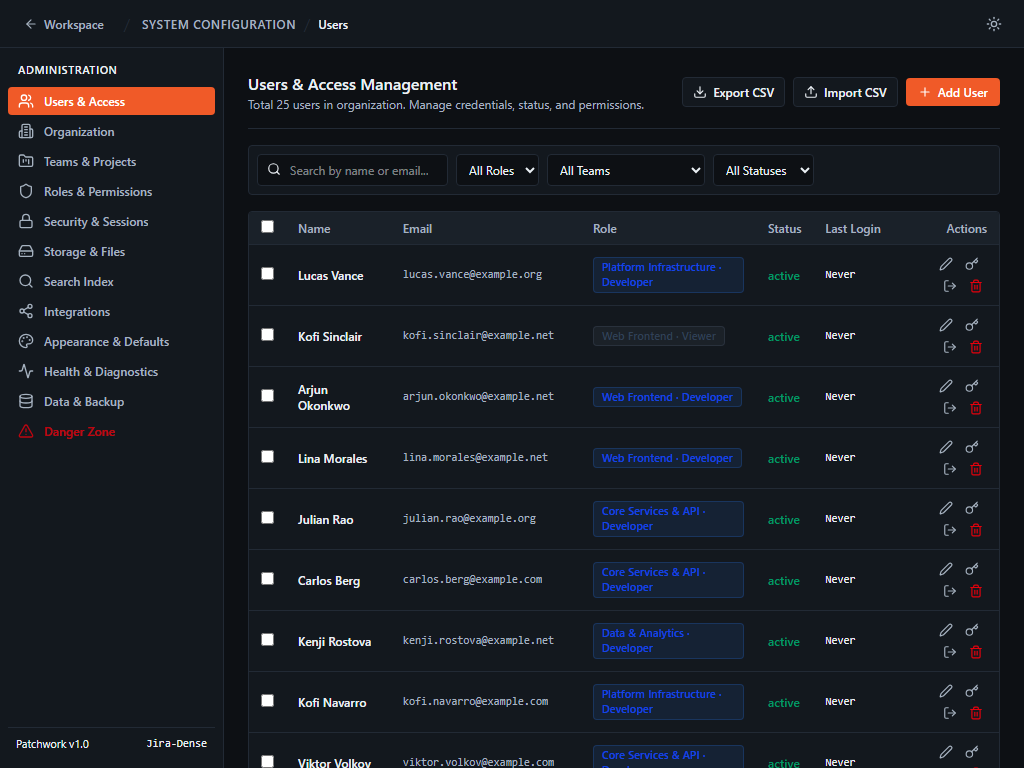 Workspace / SYSTEM CONFIGURATION / Users
ADMINISTRATION
Users & Access
Organization
Teams & Projects
Roles & Permissions
Security & Sessions
Storage & Files
Search Index
Integrations
Appearance & Defaults
Health & Diagnostics
Data & Backup
Danger Zone
Patchwork v1.0 Jira-Dense
Users & Access Management
Total 25 users in organization. Manage credentials, status, and permissions.
Export CSV Import CSV Add User
Search by name or email... All Roles All Teams All Statuses
Name Email Role Status Last Login Actions
Lucas Vance lucas.vance@example.org Platform Infrastructure · Developer active Never
Kofi Sinclair kofi.sinclair@example.net Web Frontend · Viewer active Never
Arjun Okonkwo arjun.okonkwo@example.net Web Frontend · Developer active Never
Lina Morales lina.morales@example.net Web Frontend · Developer active Never
Julian Rao julian.rao@example.org Core Services & API · Developer active Never
Carlos Berg carlos.berg@example.com Core Services & API · Developer active Never
Kenji Rostova kenji.rostova@example.net Data & Analytics · Developer active Never
Kofi Navarro kofi.navarro@example.com Platform Infrastructure · Developer active Never
Viktor Volkov viktor.volkov@example.com Core Services & API · active Never